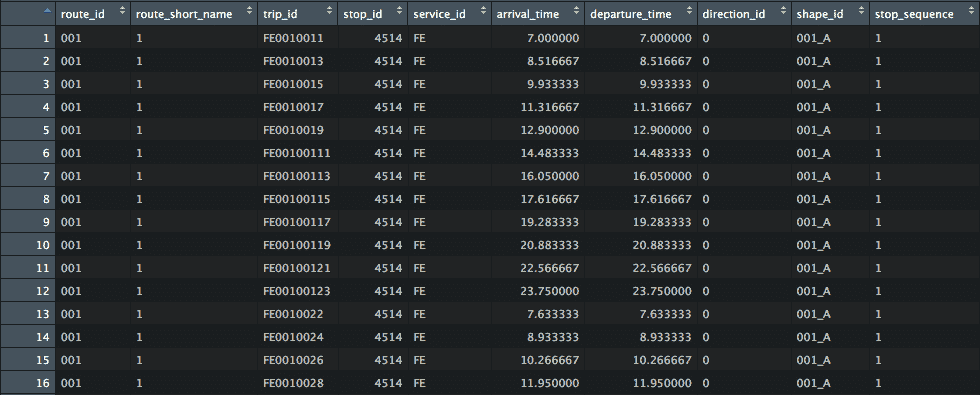 route_id route_short_name trip_id stop_id service_id arrival_time departure_time direction_id shape_id stop_sequence
1 001 1 FE0010011 4514 FE 7.000000 7.000000 0 001_A 1
2 001 1 FE0010013 4514 FE 8.516667 8.516667 0 001_A 1
3 001 1 FE0010015 4514 FE 9.933333 9.933333 0 001_A 1
4 001 1 FE0010017 4514 FE 11.316667 11.316667 0 001_A 1
5 001 1 FE0010019 4514 FE 12.900000 12.900000 0 001_A 1
6 001 1 FE00100111 4514 FE 14.483333 14.483333 0 001_A 1
7 001 1 FE00100113 4514 FE 16.050000 16.050000 0 001_A 1
8 001 1 FE00100115 4514 FE 17.616667 17.616667 0 001_A 1
9 001 1 FE00100117 4514 FE 19.283333 19.283333 0 001_A 1
10 001 1 FE00100119 4514 FE 20.883333 20.883333 0 001_A 1
11 001 1 FE00100121 4514 FE 22.566667 22.566667 0 001_A 1
12 001 1 FE00100123 4514 FE 23.750000 23.750000 0 001_A 1
13 001 1 FE0010022 4514 FE 7.633333 7.633333 0 001_A 1
14 001 1 FE0010024 4514 FE 8.933333 8.933333 0 001_A 1
15 001 1 FE0010026 4514 FE 10.266667 10.266667 0 001_A 1
16 001 1 FE0010028 4514 FE 11.950000 11.950000 0 001_A 1